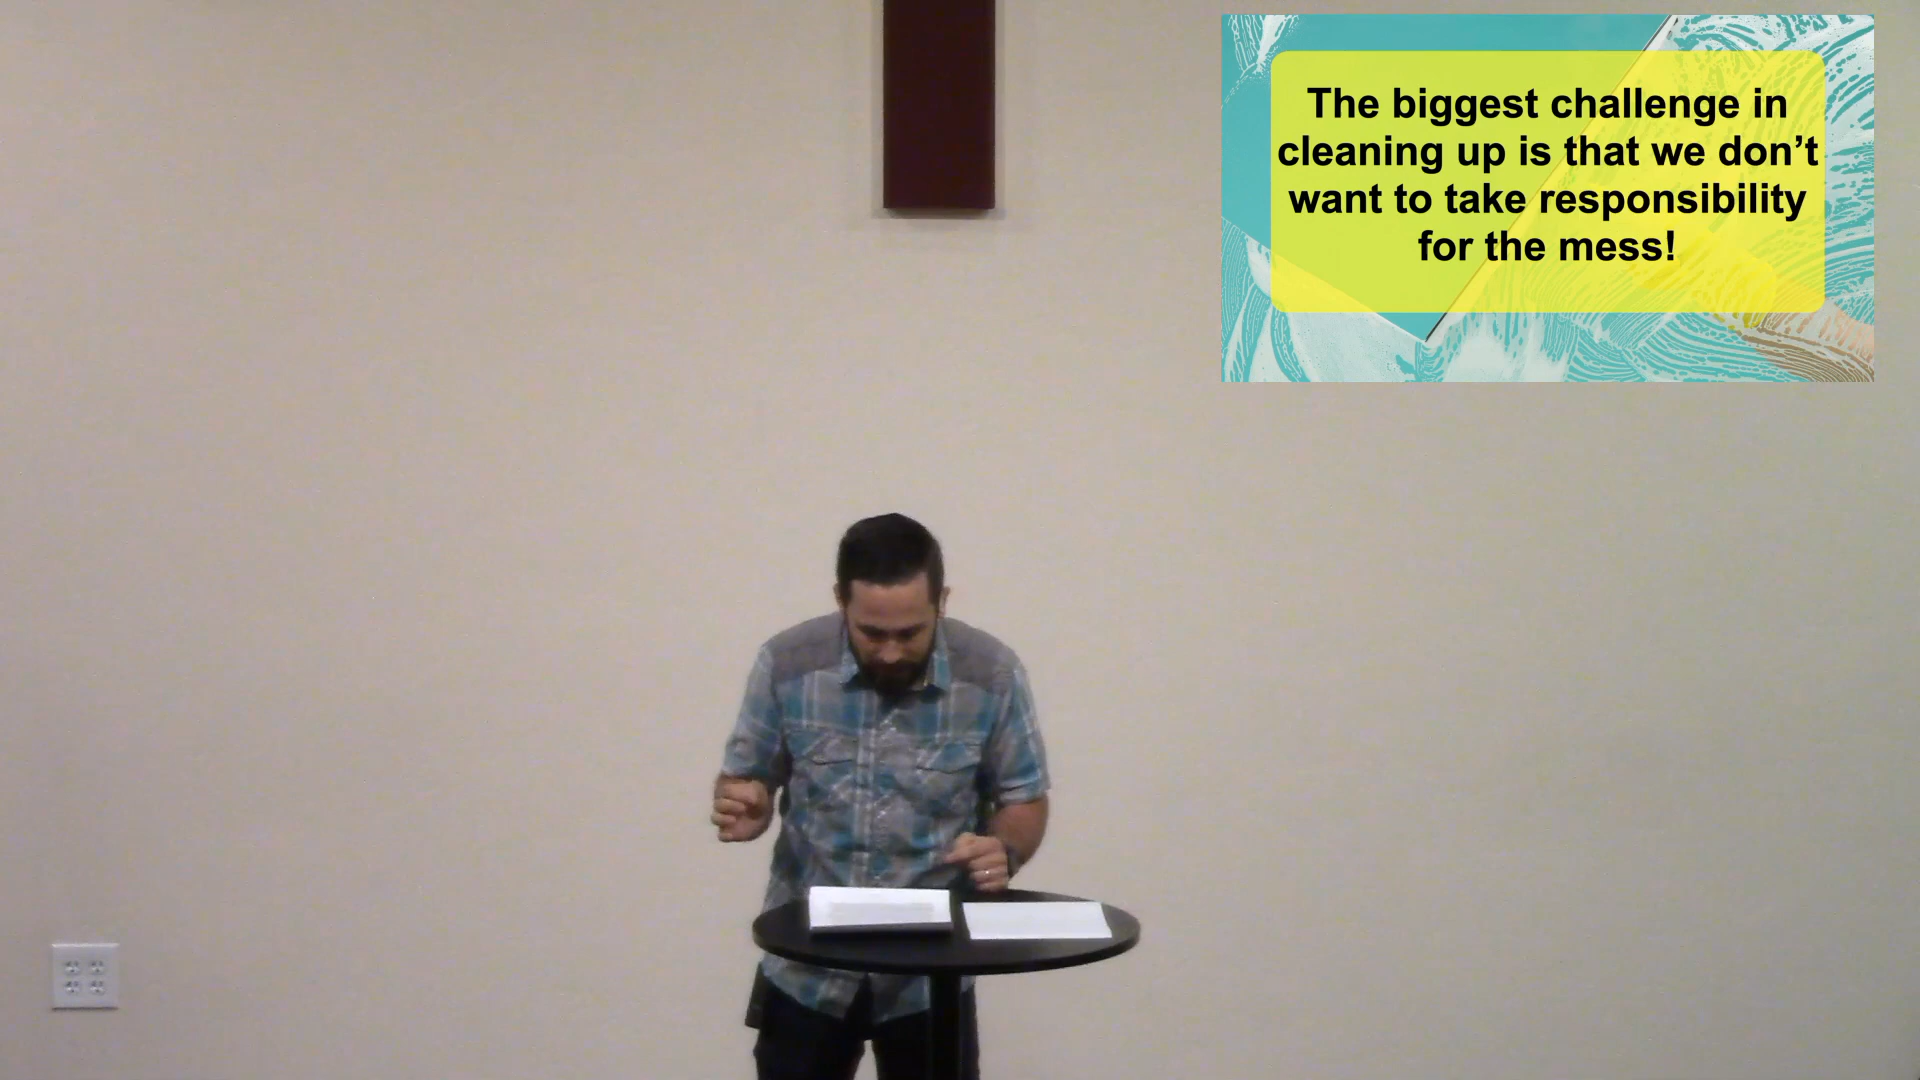 The biggest challenge in
cleaning up is that we don’t
want to take responsibility
for the mess!